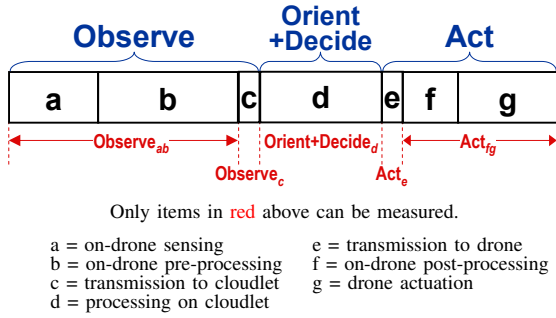 Observe Orient +Decide Act
a b c d e f g
Observe_ab Orient+Decide_d Act_fg
Observe_c Act_e
Only items in red above can be measured.
a = on-drone sensing
b = on-drone pre-processing
c = transmission to cloudlet
d = processing on cloudlet
e = transmission to drone
f = on-drone post-processing
g = drone actuation